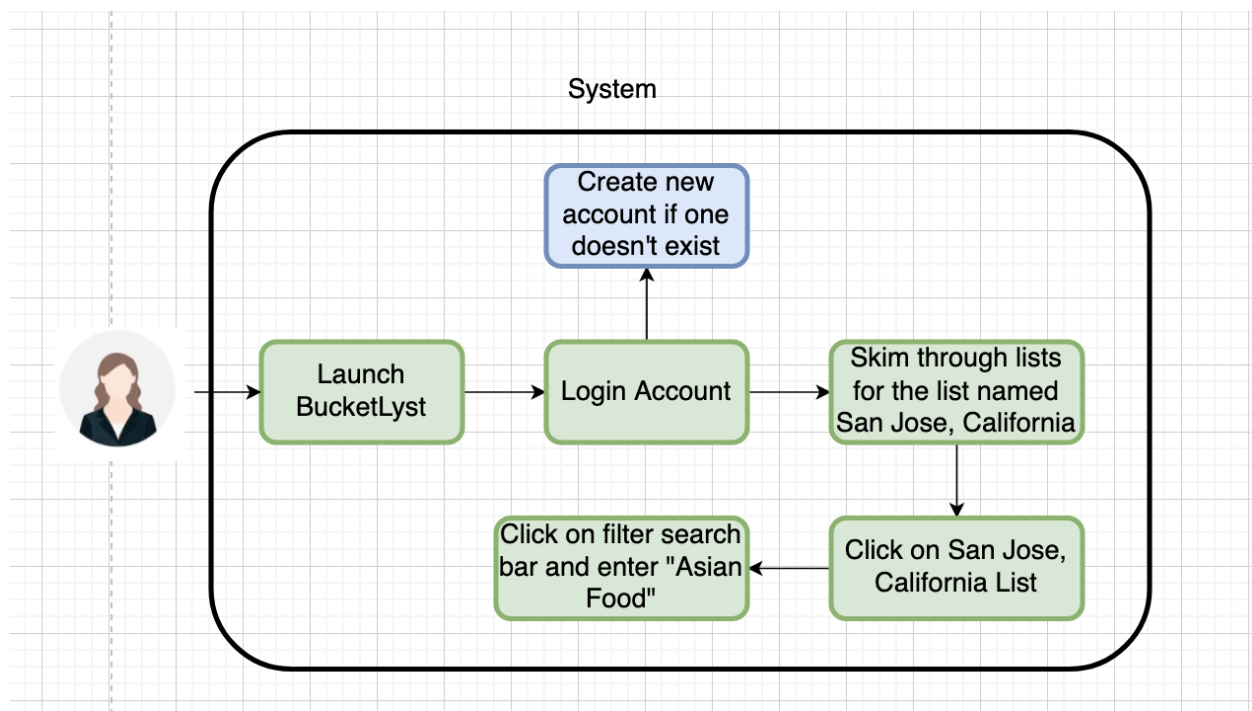 System
Create new
account if one
doesn't exist
Launch
BucketLyst
Login Account
Skim through lists
for the list named
San Jose, California
Click on filter search
bar and enter "Asian
Food"
Click on San Jose,
California List